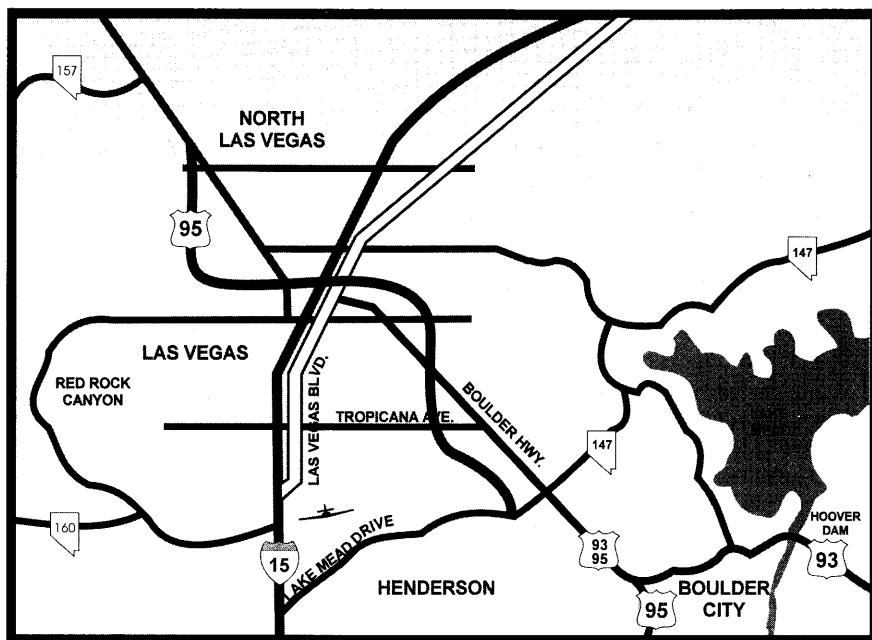 157
NORTH
LAS VEGAS
95
147
LAS VEGAS
RED ROCK
CANYON
LAS VEGAS BLVD.
TROPICANA AVE.
BOULDER HWY.
147
160
15
LAKE MEAD DRIVE
HENDERSON
93
95
HOOVER
DAM
93
BOULDER
CITY
95